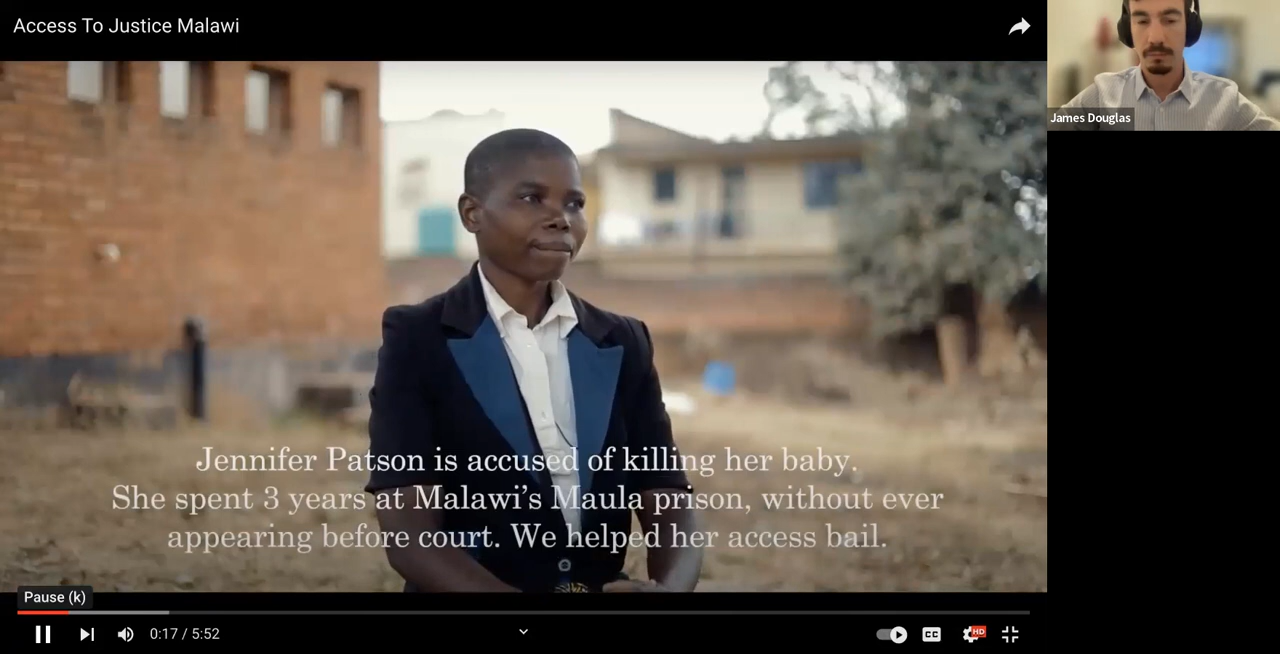 Access To Justice Malawi
James Douglas
Jennifer Patson is accused of killing her baby.
She spent 3 years at Malawi’s Maula prison, without ever
appearing before court. We helped her access bail.
Pause (k)
0:17 / 5:52
CC
HD